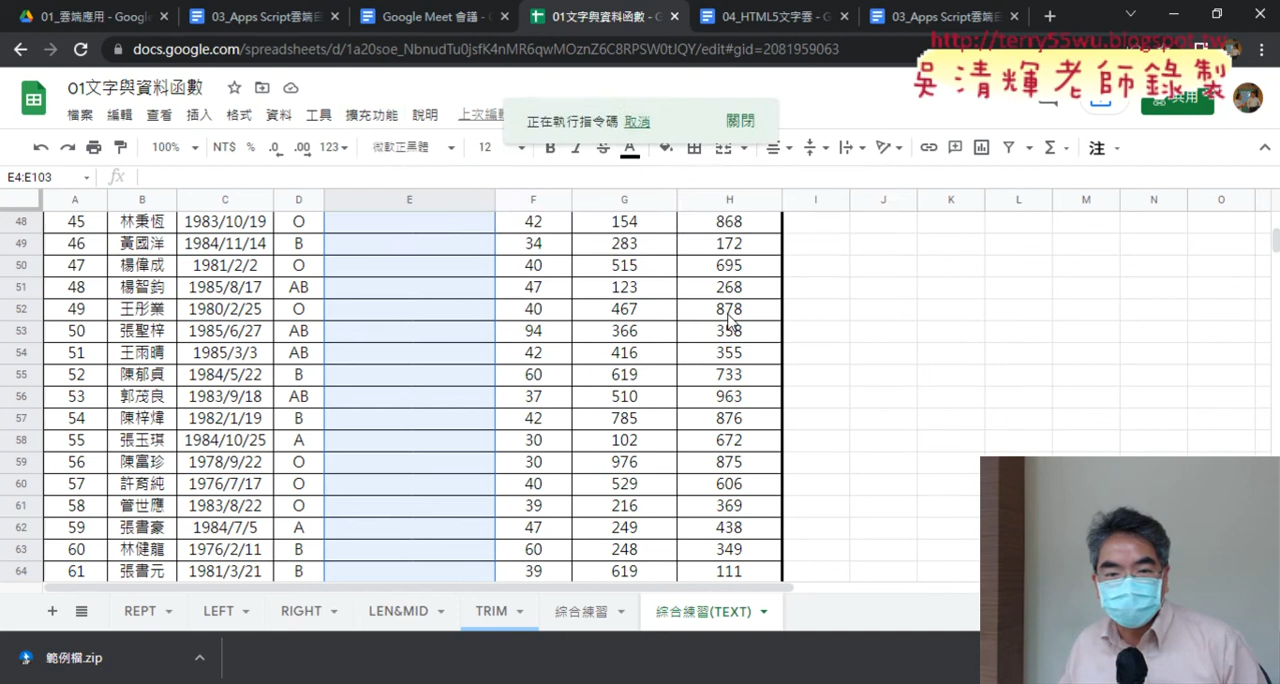 01_雲端應用 - Goog
03_Apps Script雲端自
Google Meet 會議 -
01文字與資料函數 - G
04_HTML5文字雲 - G
03_Apps Script雲端自
docs.google.com/spreadsheets/d/1a20soe_NbnudTu0jsfK4nMR6qwMOznZ6C8RPSW0tJQY/edit#gid=2081959063
http://terry55wu.blogspot.tw
吳清輝老師錄製
01文字與資料函數
共用
檔案 編輯 查看 插入 格式 資料 工具 擴充功能 說明 上次編輯
正在執行指令碼 取消 關閉
100% NT$ % .0 .00 123 微軟正黑體 12 B I S A Σ 注
E4:E103 fx
A B C D E F G H I J K L M N O
48 45 林秉恆 1983/10/19 O 42 154 868
49 46 黃國洋 1984/11/14 B 34 283 172
50 47 楊偉成 1981/2/2 O 40 515 695
51 48 楊智鈞 1985/8/17 AB 47 123 268
52 49 王彤業 1980/2/25 O 40 467 878
53 50 張聖梓 1985/6/27 AB 94 366 358
54 51 王雨晴 1985/3/3 AB 42 416 355
55 52 陳郁貞 1984/5/22 B 60 619 733
56 53 郭茂良 1983/9/18 AB 37 510 963
57 54 陳梓煒 1982/1/19 B 42 785 876
58 55 張玉琪 1984/10/25 A 30 102 672
59 56 陳富珍 1978/9/22 O 30 976 875
60 57 許育純 1976/7/17 O 40 529 606
61 58 管世應 1983/8/22 O 39 216 369
62 59 張書豪 1984/7/5 A 47 249 438
63 60 林健龍 1976/2/11 B 60 248 349
64 61 張書元 1981/3/21 B 39 619 111
REPT LEFT RIGHT LEN&MID TRIM 綜合練習 綜合練習(TEXT)
範例檔.zip